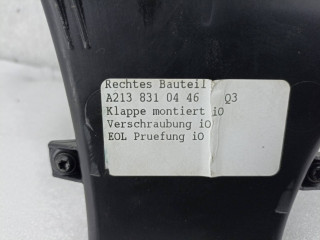 Rechtes Bauteil
A213 831 04 46 Q3
Klappe montiert iO
Verschraubung iO
EOL Pruefung iO